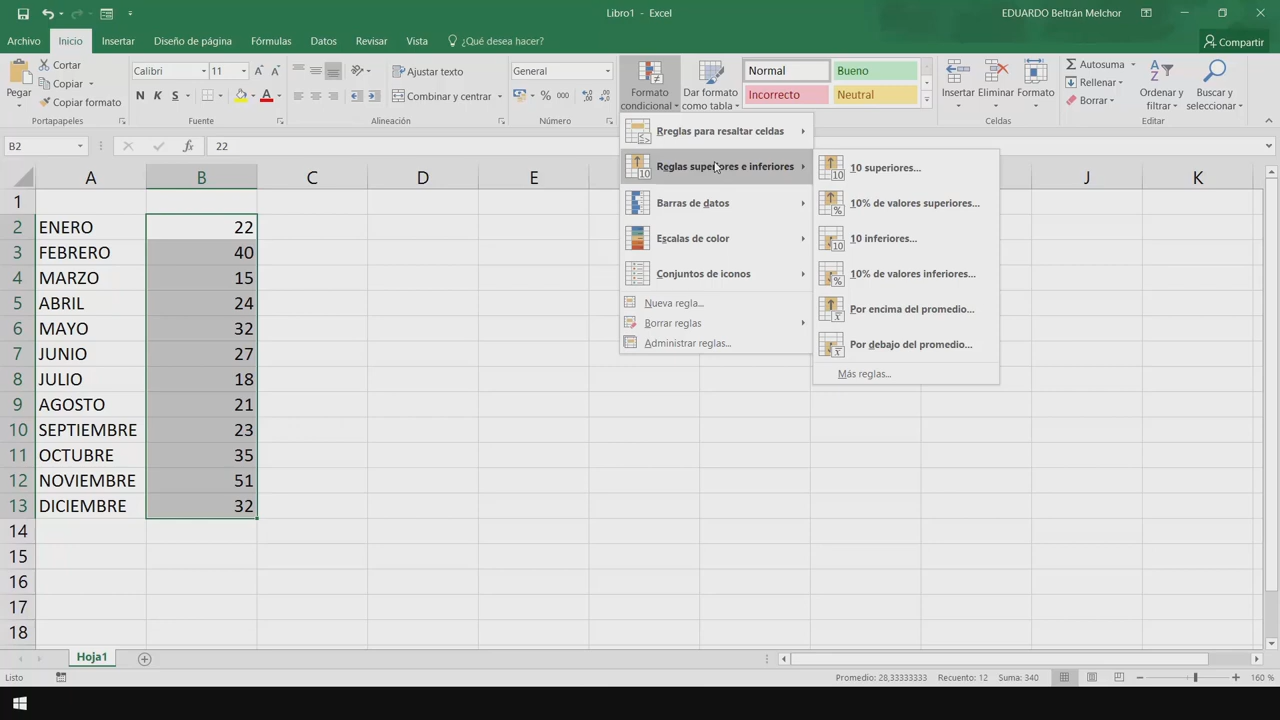 Libro1 - Excel
EDUARDO Beltrán Melchor
Archivo
Inicio
Insertar
Diseño de página
Fórmulas
Datos
Revisar
Vista
¿Qué desea hacer?
Compartir
Pegar
Cortar
Copiar
Copiar formato
Portapapeles
Calibri
11
N K S
Fuente
Ajustar texto
Combinar y centrar
Alineación
General
% 000
Formato condicional
Dar formato como tabla
Normal
Bueno
Incorrecto
Neutral
Insertar
Eliminar
Formato
Celdas
Autosuma
Rellenar
Borrar
Ordenar y filtrar
Buscar y seleccionar
B2
fx
22
Rreglas para resaltar celdas
Reglas superiores e inferiores
Barras de datos
Escalas de color
Conjuntos de iconos
Nueva regla...
Borrar reglas
Administrar reglas...
10 superiores...
10% de valores superiores...
10 inferiores...
10% de valores inferiores...
Por encima del promedio...
Por debajo del promedio...
Más reglas...
A B C D E J K
1
2 ENERO 22
3 FEBRERO 40
4 MARZO 15
5 ABRIL 24
6 MAYO 32
7 JUNIO 27
8 JULIO 18
9 AGOSTO 21
10 SEPTIEMBRE 23
11 OCTUBRE 35
12 NOVIEMBRE 51
13 DICIEMBRE 32
14
15
16
17
18
Hoja1
Listo
Promedio: 28,33333333 Recuento: 12 Suma: 340
160 %